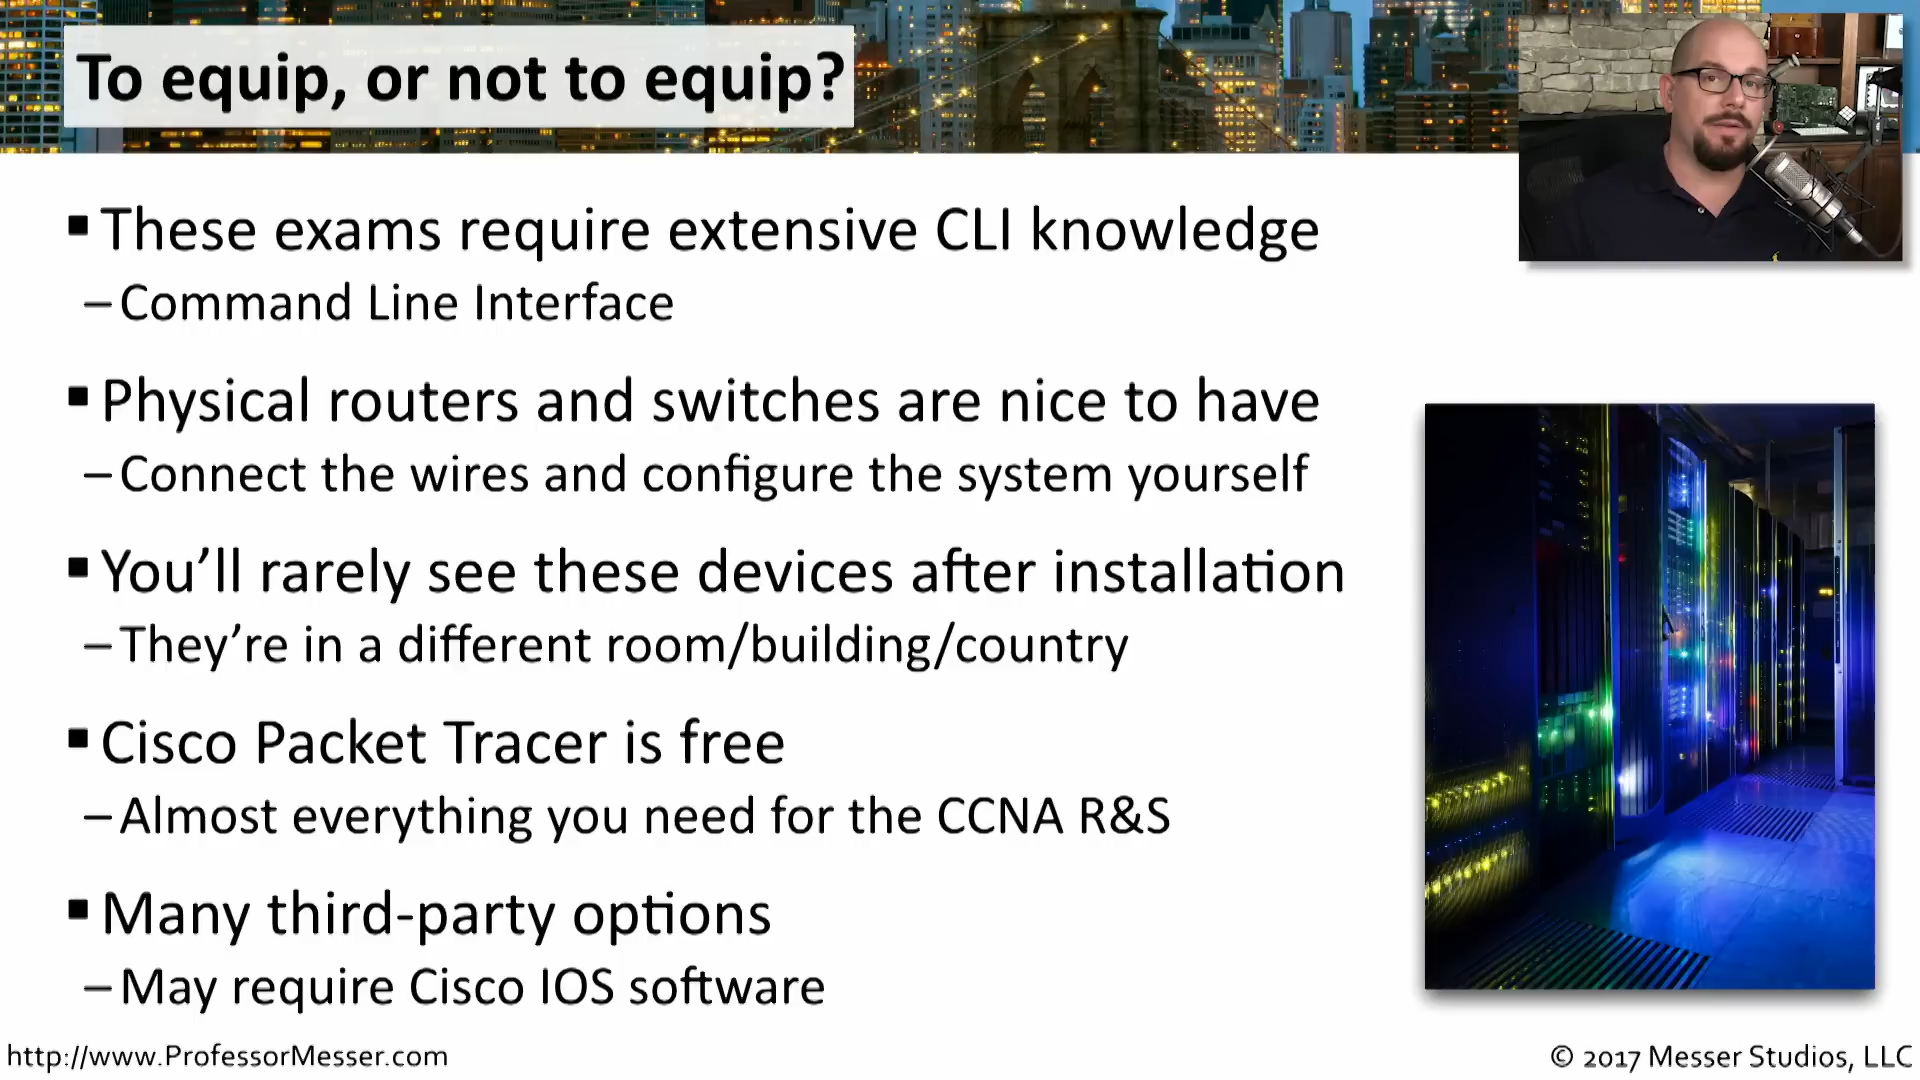 To equip, or not to equip?
▪ These exams require extensive CLI knowledge
– Command Line Interface
▪ Physical routers and switches are nice to have
– Connect the wires and configure the system yourself
▪ You’ll rarely see these devices after installation
– They’re in a different room/building/country
▪ Cisco Packet Tracer is free
– Almost everything you need for the CCNA R&S
▪ Many third-party options
– May require Cisco IOS software
http://www.ProfessorMesser.com
© 2017 Messer Studios, LLC